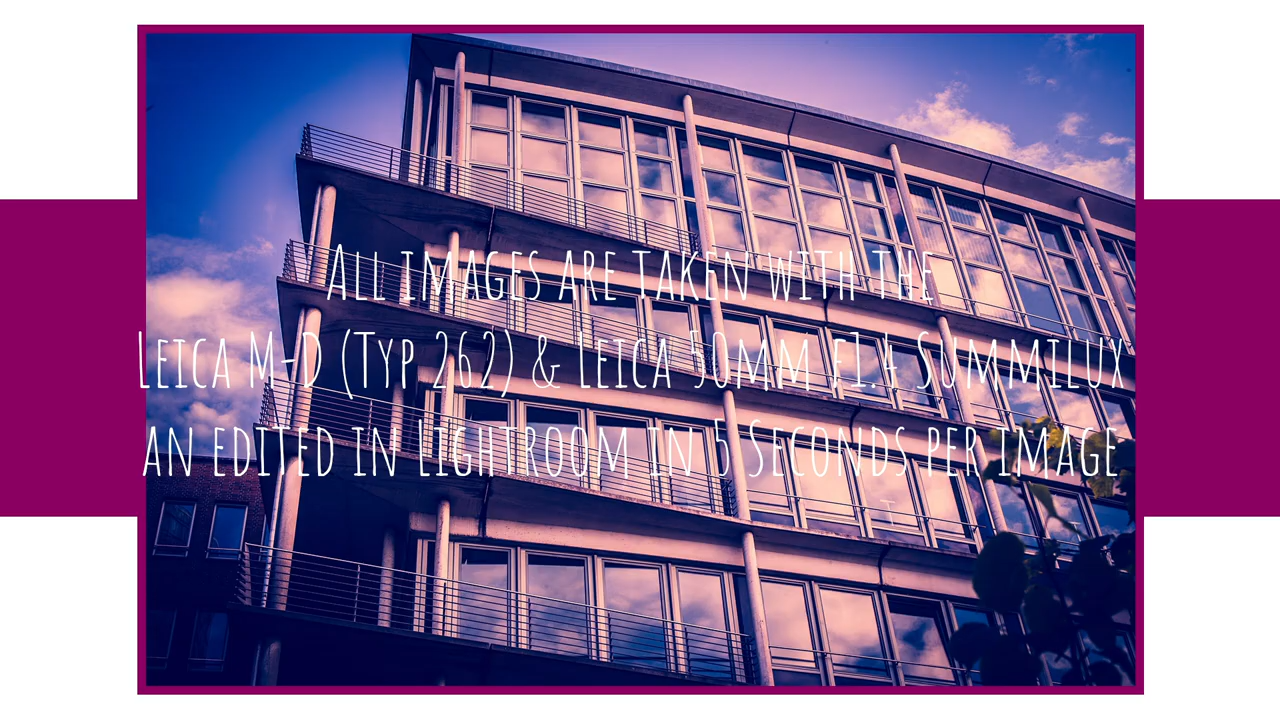 All images are taken with the
Leica M-D (Typ 262) & Leica 50mm f1.4 Summilux
an edited in Lightroom in 5 Seconds per image